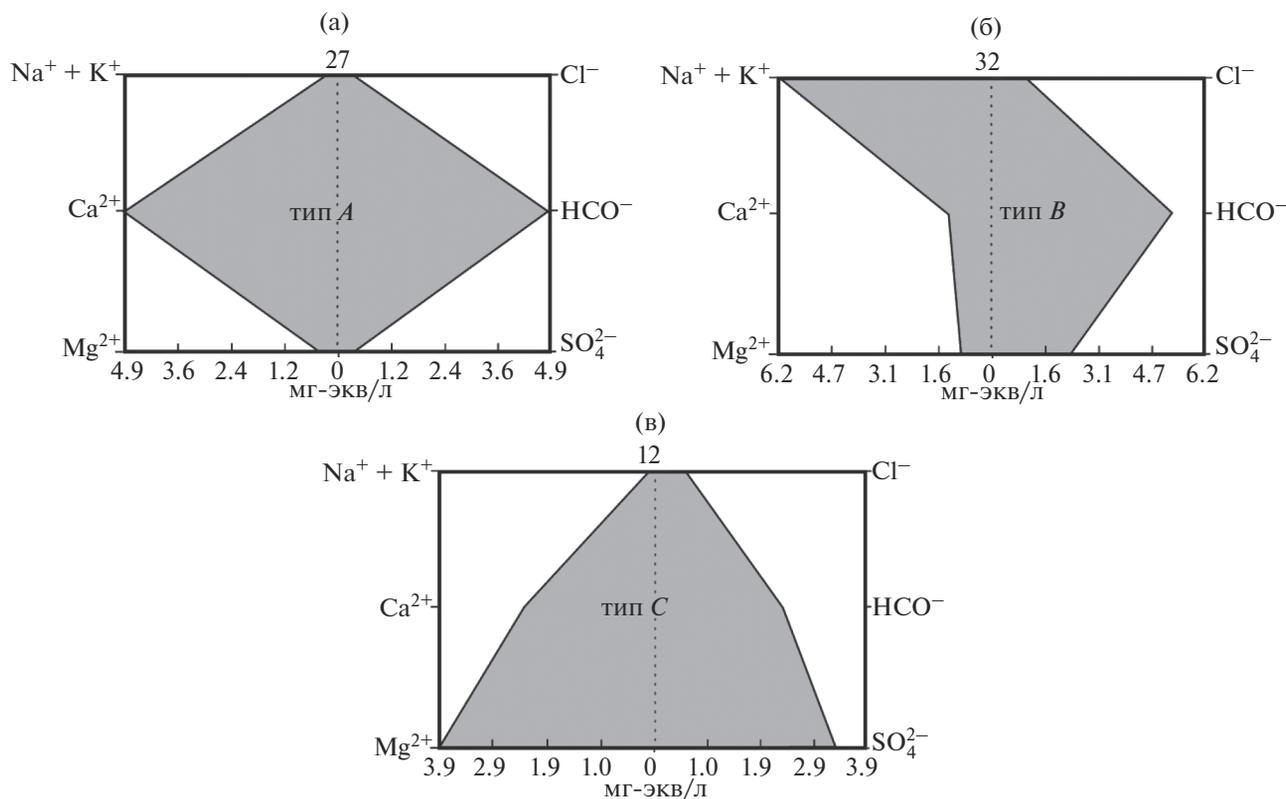 (а)
27
Na⁺ + K⁺ Cl⁻
Ca²⁺ тип A HCO⁻
Mg²⁺ SO₄²⁻
4.9 3.6 2.4 1.2 0 1.2 2.4 3.6 4.9
мг-экв/л
(б)
32
Na⁺ + K⁺ Cl⁻
Ca²⁺ тип B HCO⁻
Mg²⁺ SO₄²⁻
6.2 4.7 3.1 1.6 0 1.6 3.1 4.7 6.2
мг-экв/л
(в)
12
Na⁺ + K⁺ Cl⁻
Ca²⁺ тип C HCO⁻
Mg²⁺ SO₄²⁻
3.9 2.9 1.9 1.0 0 1.0 1.9 2.9 3.9
мг-экв/л